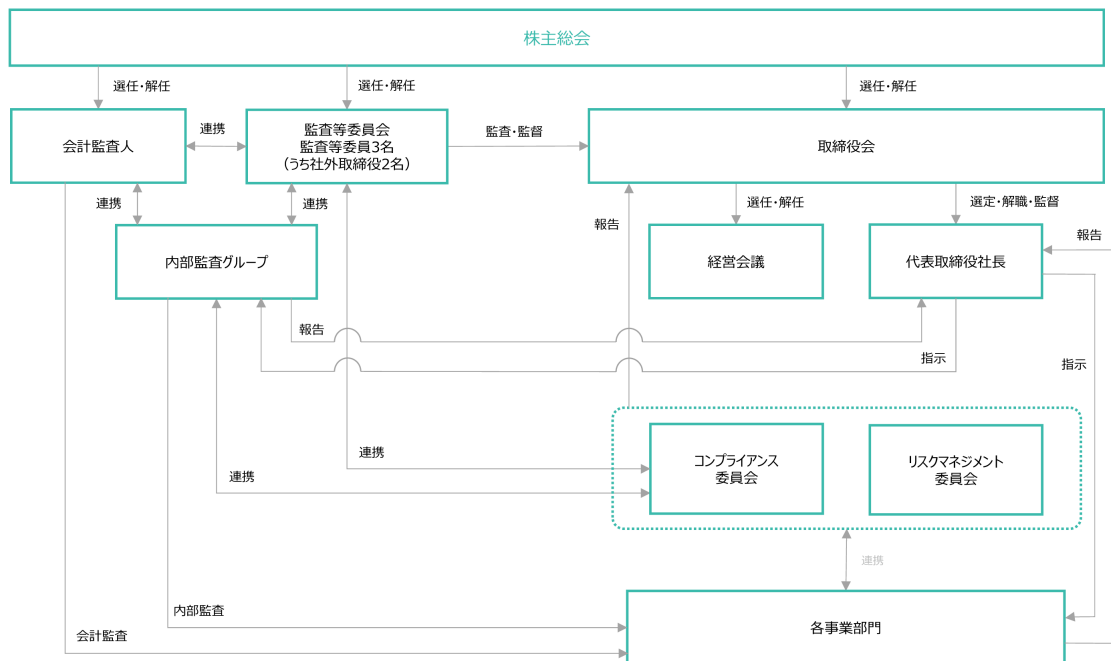 株主総会
選任・解任
選任・解任
選任・解任
会計監査人
連携
監査等委員会
監査等委員3名
（うち社外取締役2名）
監査・監督
取締役会
連携
連携
報告
選任・解任
選定・解職・監督
報告
内部監査グループ
経営会議
代表取締役社長
報告
指示
指示
連携
連携
コンプライアンス
委員会
リスクマネジメント
委員会
連携
内部監査
会計監査
各事業部門